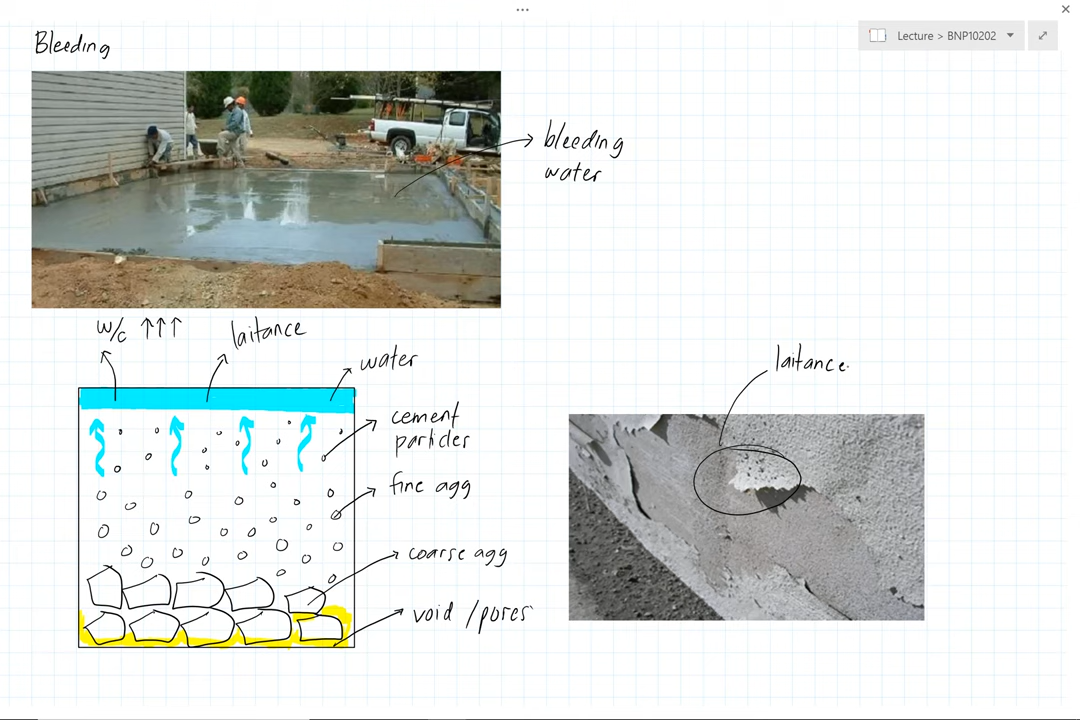 Lecture > BNP10202
Bleeding
bleeding
water
w/c ↑↑↑
laitance
water
cement
particles
fine agg
coarse agg
void / pores
laitance